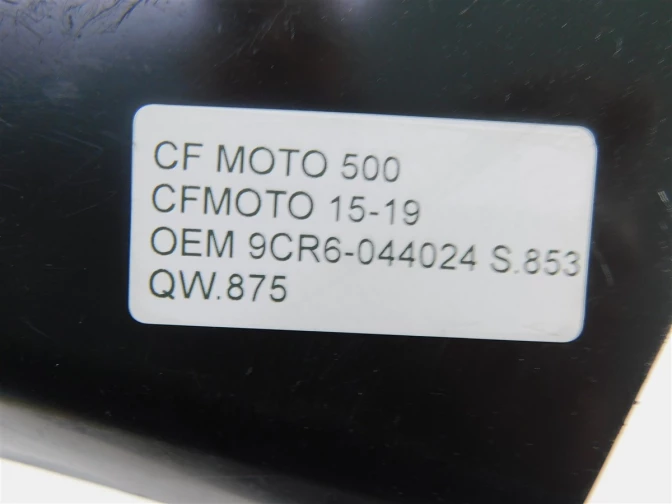 CF MOTO 500
CFMOTO 15-19
OEM 9CR6-044024 S.853
QW.875